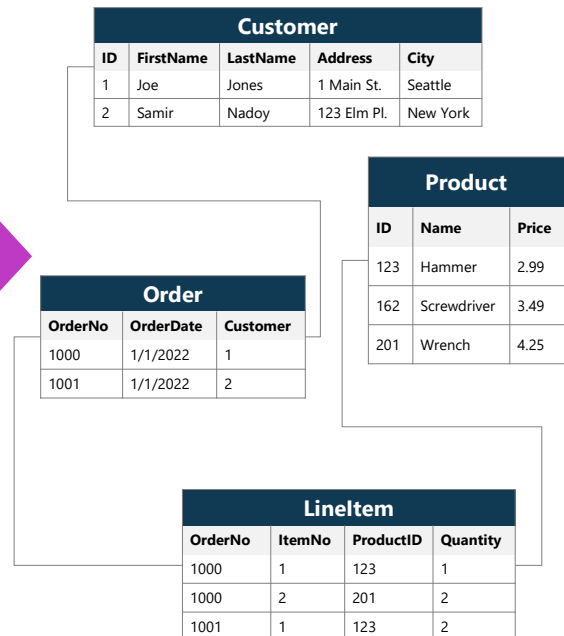 Customer
ID FirstName LastName Address City
1 Joe Jones 1 Main St. Seattle
2 Samir Nadoy 123 Elm Pl. New York
Product
ID Name Price
123 Hammer 2.99
162 Screwdriver 3.49
201 Wrench 4.25
Order
OrderNo OrderDate Customer
1000 1/1/2022 1
1001 1/1/2022 2
LineItem
OrderNo ItemNo ProductID Quantity
1000 1 123 1
1000 2 201 2
1001 1 123 2